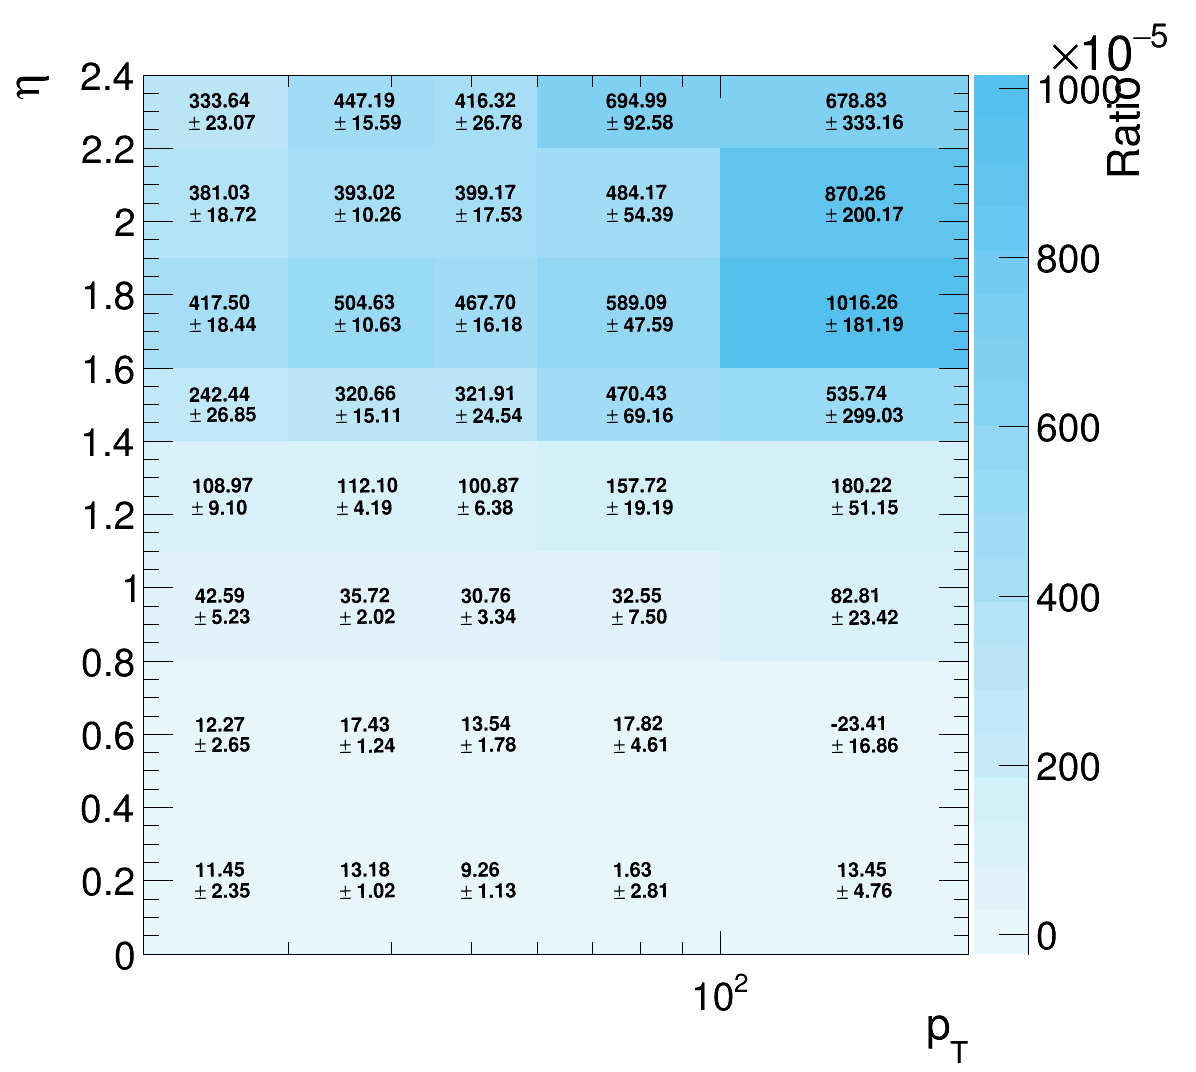 ×10⁻⁵
η
Ratio
2.4
2.2
2
1.8
1.6
1.4
1.2
1
0.8
0.6
0.4
0.2
0
333.64 447.19 416.32 694.99 678.83
± 23.07 ± 15.59 ± 26.78 ± 92.58 ± 333.16
381.03 393.02 399.17 484.17 870.26
± 18.72 ± 10.26 ± 17.53 ± 54.39 ± 200.17
417.50 504.63 467.70 589.09 1016.26
± 18.44 ± 10.63 ± 16.18 ± 47.59 ± 181.19
242.44 320.66 321.91 470.43 535.74
± 26.85 ± 15.11 ± 24.54 ± 69.16 ± 299.03
108.97 112.10 100.87 157.72 180.22
± 9.10 ± 4.19 ± 6.38 ± 19.19 ± 51.15
42.59 35.72 30.76 32.55 82.81
± 5.23 ± 2.02 ± 3.34 ± 7.50 ± 23.42
12.27 17.43 13.54 17.82 -23.41
± 2.65 ± 1.24 ± 1.78 ± 4.61 ± 16.86
11.45 13.18 9.26 1.63 13.45
± 2.35 ± 1.02 ± 1.13 ± 2.81 ± 4.76
1000
800
600
400
200
0
10²
p_T